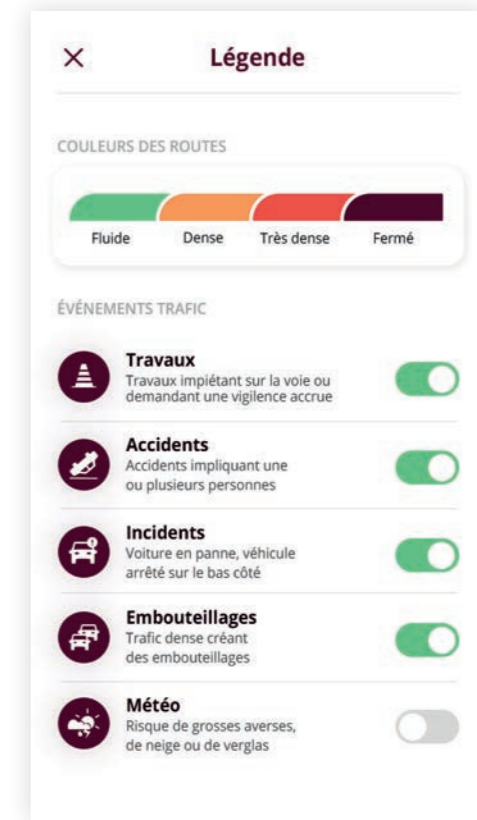 Légende
COULEURS DES ROUTES
Fluide Dense Très dense Fermé
ÉVÉNEMENTS TRAFIC
Travaux
Travaux impiétant sur la voie ou
demandant une vigilence accrue
Accidents
Accidents impliquant une
ou plusieurs personnes
Incidents
Voiture en panne, véhicule
arrêté sur le bas côté
Embouteillages
Trafic dense créant
des embouteillages
Météo
Risque de grosses averses,
de neige ou de verglas